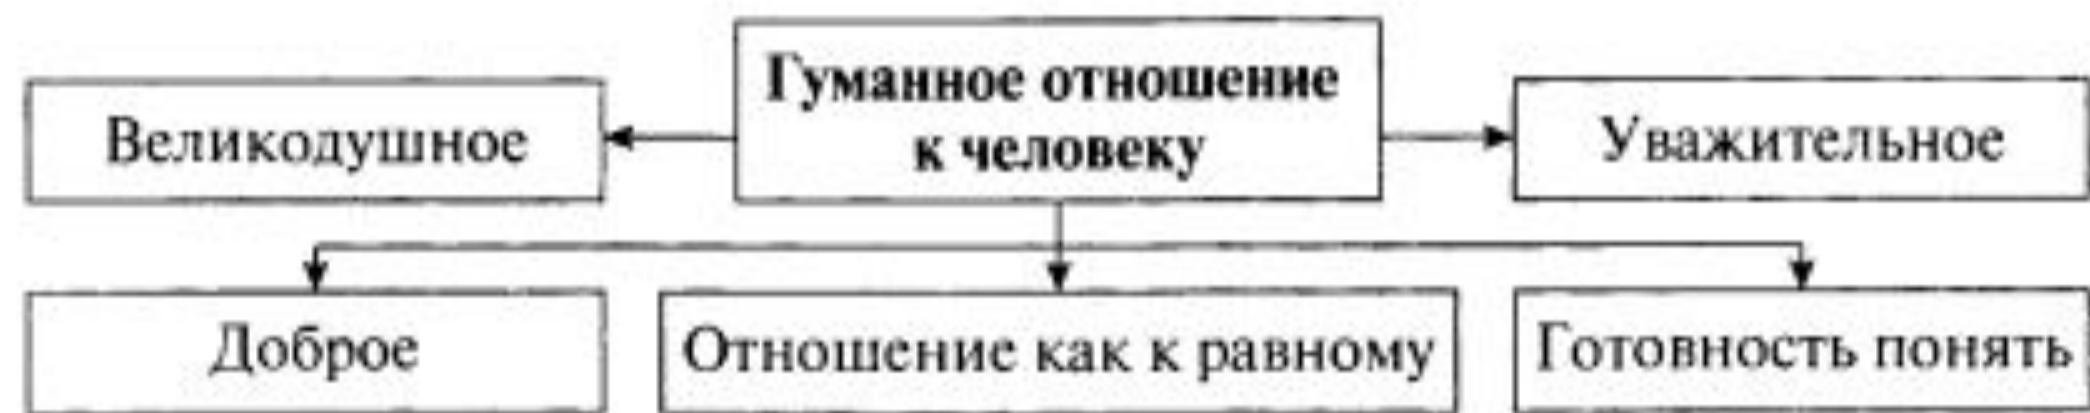 Гуманное отношение
к человеку
Великодушное
Уважительное
Доброе
Отношение как к равному
Готовность понять